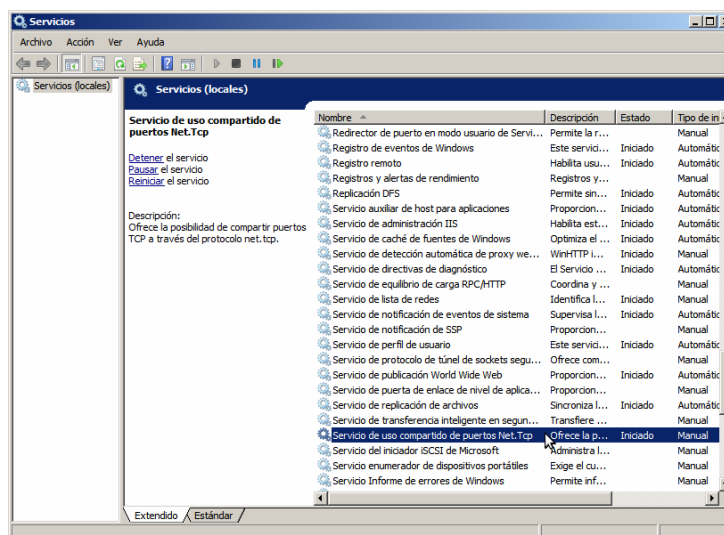 Servicios
Archivo Acción Ver Ayuda
Servicios (locales)
Servicios (locales)
Servicio de uso compartido de
puertos Net.Tcp
Detener el servicio
Pausar el servicio
Reiniciar el servicio
Descripción:
Ofrece la posibilidad de compartir puertos
TCP a través del protocolo net.tcp.
Nombre Descripción Estado Tipo de in
Redirector de puerto en modo usuario de Servi... Permite la r... Manual
Registro de eventos de Windows Este servici... Iniciado Automátic
Registro remoto Habilita usu... Iniciado Automátic
Registros y alertas de rendimiento Registros y... Manual
Replicación DFS Permite sin... Iniciado Automátic
Servicio auxiliar de host para aplicaciones Proporcion... Iniciado Automátic
Servicio de administración IIS Habilita est... Iniciado Automátic
Servicio de caché de fuentes de Windows Optimiza el ... Iniciado Automátic
Servicio de detección automática de proxy we... WinHTTP i... Iniciado Manual
Servicio de directivas de diagnóstico El Servicio ... Iniciado Automátic
Servicio de equilibrio de carga RPC/HTTP Coordina y ... Manual
Servicio de lista de redes Identifica l... Iniciado Automátic
Servicio de notificación de eventos de sistema Supervisa l... Iniciado Automátic
Servicio de notificación de SSP Proporcion... Manual
Servicio de perfil de usuario Este servici... Iniciado Automátic
Servicio de protocolo de túnel de sockets segu... Ofrece com... Manual
Servicio de publicación World Wide Web Proporcion... Iniciado Automátic
Servicio de puerta de enlace de nivel de aplica... Proporcion... Manual
Servicio de replicación de archivos Sincroniza l... Iniciado Automátic
Servicio de transferencia inteligente en segun... Transfiere ... Manual
Servicio de uso compartido de puertos Net.Tcp Ofrece la p... Iniciado Manual
Servicio del iniciador iSCSI de Microsoft Administra l... Manual
Servicio enumerador de dispositivos portátiles Exige el cu... Manual
Servicio Informe de errores de Windows Permite inf... Manual
Extendido Estándar